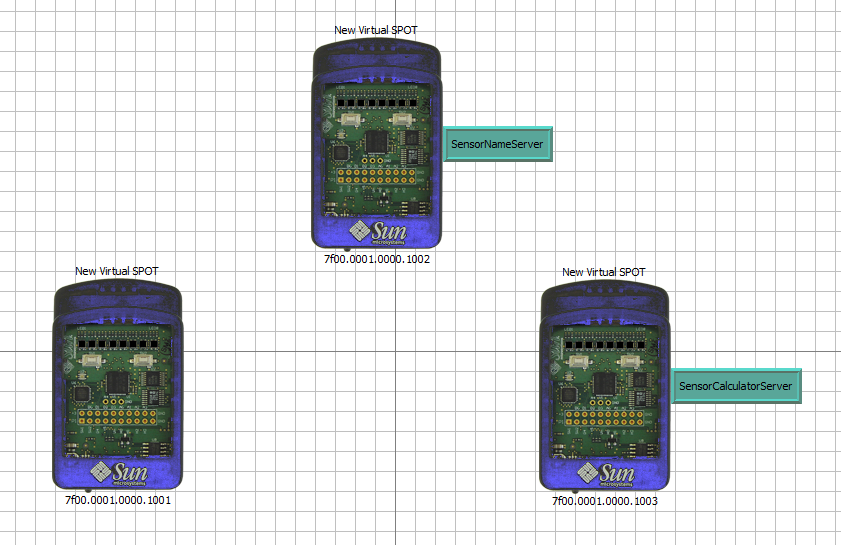 New Virtual SPOT
SensorNameServer
Sun
microsystems
7f00.0001.0000.1002
New Virtual SPOT
Sun
microsystems
7f00.0001.0000.1001
New Virtual SPOT
SensorCalculatorServer
Sun
microsystems
7f00.0001.0000.1003